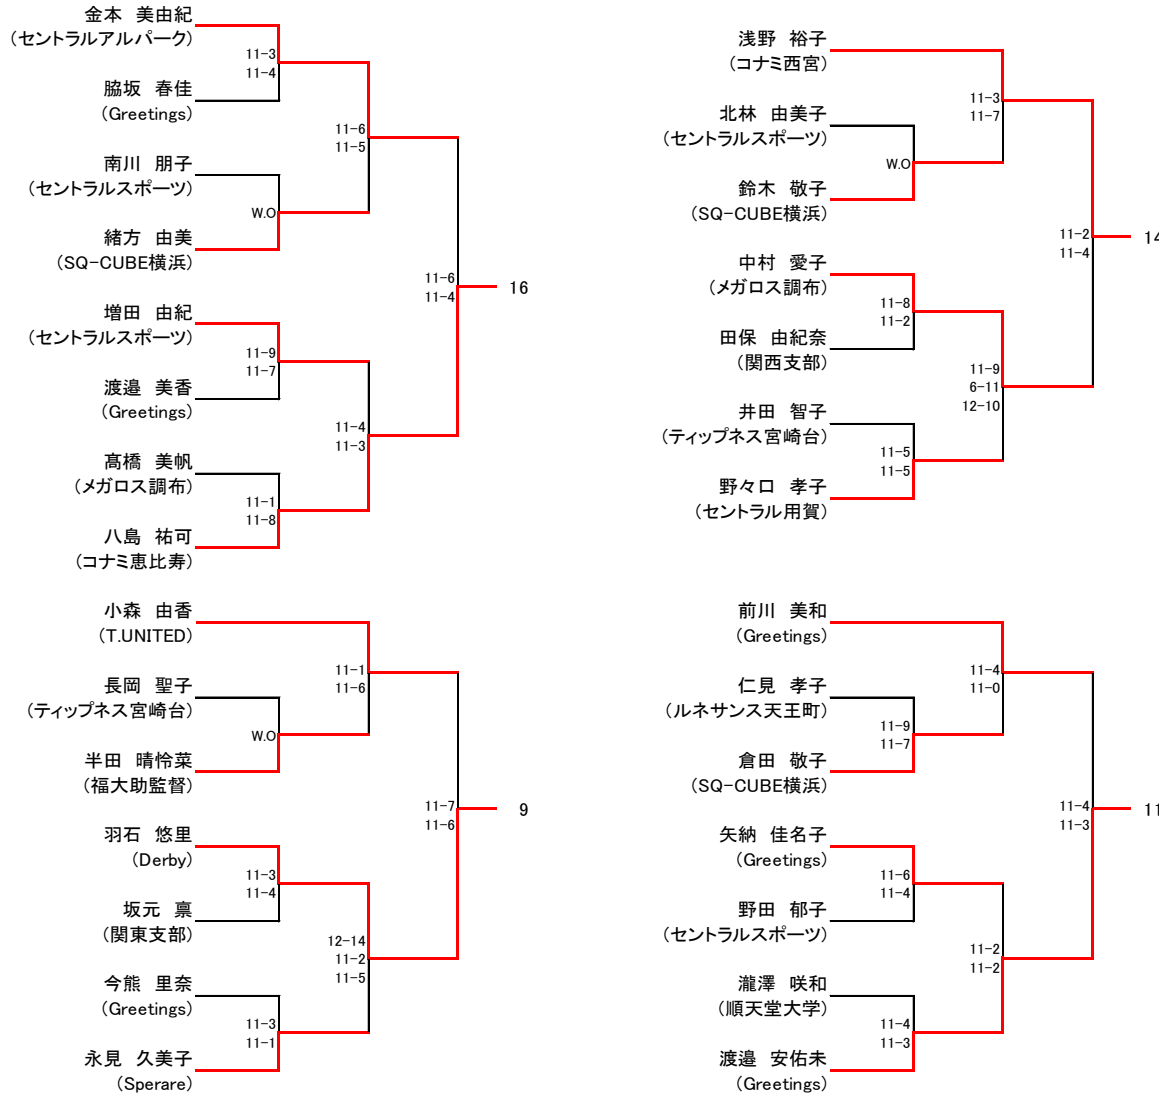 金本 美由紀
(セントラルアルパーク)
11-3
11-4
脇坂 春佳
(Greetings)
11-6
11-5
南川 朋子
(セントラルスポーツ)
W.O
緒方 由美
(SQ-CUBE横浜)
11-6
11-4
16
増田 由紀
(セントラルスポーツ)
11-9
11-7
渡邉 美香
(Greetings)
11-4
11-3
髙橋 美帆
(メガロス調布)
11-1
11-8
八島 祐可
(コナミ恵比寿)
浅野 裕子
(コナミ西宮)
11-3
11-7
北林 由美子
(セントラルスポーツ)
W.O
鈴木 敬子
(SQ-CUBE横浜)
11-2
11-4
14
中村 愛子
(メガロス調布)
11-8
11-2
田保 由紀奈
(関西支部)
11-9
6-11
12-10
井田 智子
(ティップネス宮崎台)
11-5
11-5
野々口 孝子
(セントラル用賀)
小森 由香
(T.UNITED)
11-1
11-6
長岡 聖子
(ティップネス宮崎台)
W.O
半田 晴怜菜
(福大助監督)
11-7
11-6
9
羽石 悠里
(Derby)
11-3
11-4
坂元 禀
(関東支部)
12-14
11-2
11-5
今熊 里奈
(Greetings)
11-3
11-1
永見 久美子
(Sperare)
前川 美和
(Greetings)
11-4
11-0
仁見 孝子
(ルネサンス天王町)
11-9
11-7
倉田 敬子
(SQ-CUBE横浜)
11-4
11-3
11
矢納 佳名子
(Greetings)
11-6
11-4
野田 郁子
(セントラルスポーツ)
11-2
11-2
瀧澤 咲和
(順天堂大学)
11-4
11-3
渡邉 安佑未
(Greetings)